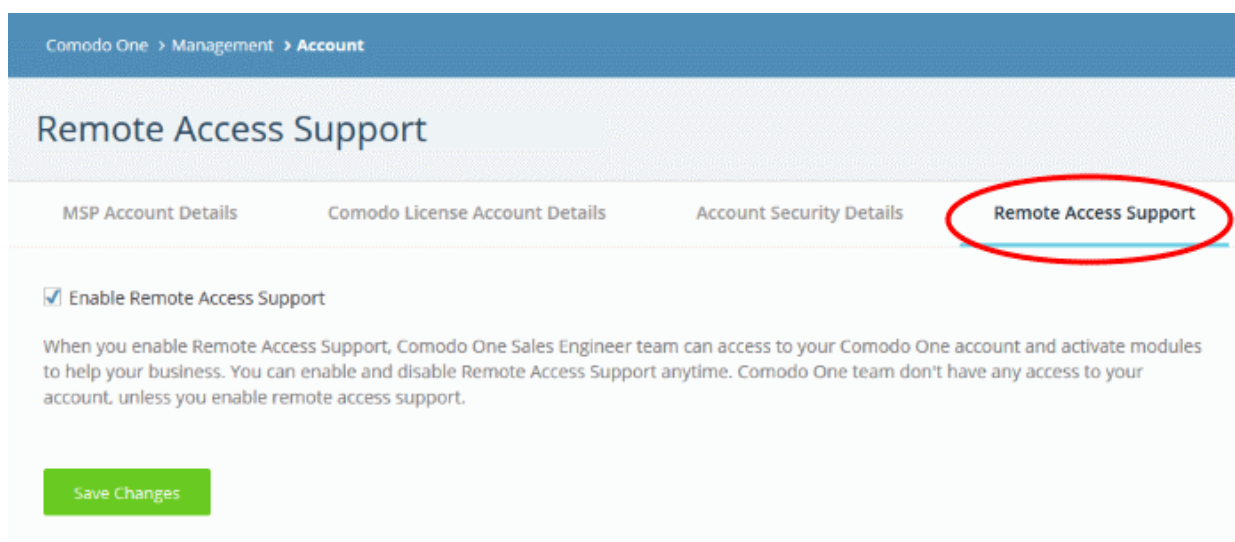 Comodo One > Management > Account
Remote Access Support
MSP Account Details Comodo License Account Details Account Security Details Remote Access Support
Enable Remote Access Support
When you enable Remote Access Support, Comodo One Sales Engineer team can access to your Comodo One account and activate modules
to help your business. You can enable and disable Remote Access Support anytime. Comodo One team don't have any access to your
account, unless you enable remote access support.
Save Changes